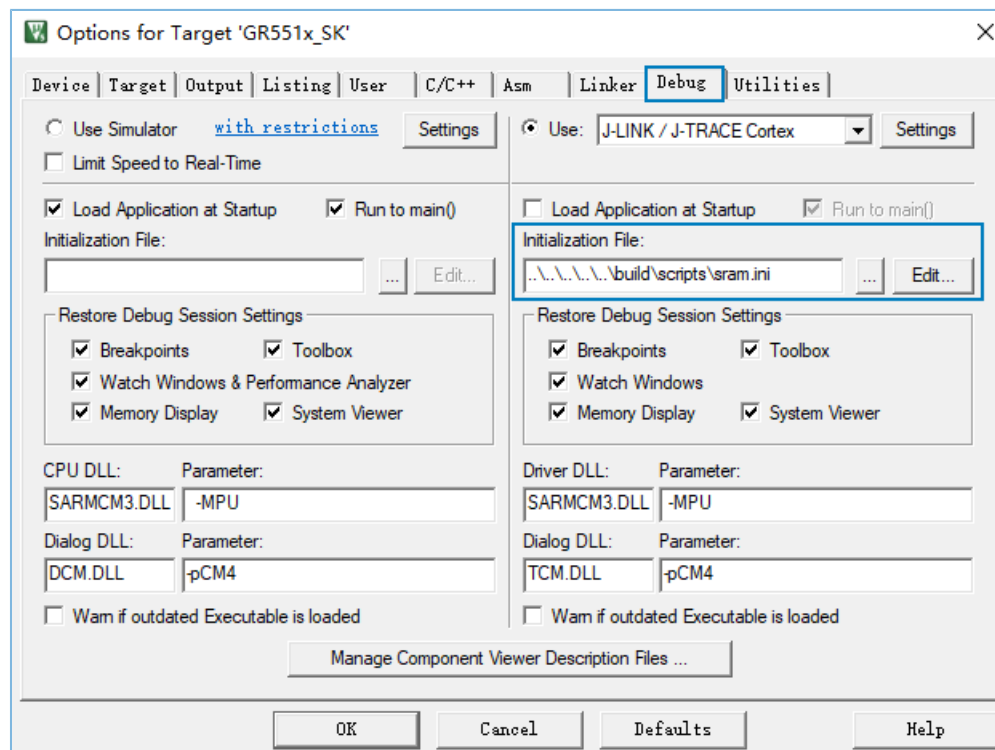 Options for Target 'GR551x_SK'
Device Target Output Listing User C/C++ Asm Linker Debug Utilities
Use Simulator with restrictions Settings
Limit Speed to Real-Time
Load Application at Startup Run to main()
Initialization File:
... Edit...
Restore Debug Session Settings
Breakpoints Toolbox
Watch Windows & Performance Analyzer
Memory Display System Viewer
CPU DLL: Parameter:
SARMCM3.DLL -MPU
Dialog DLL: Parameter:
DCM.DLL -pCM4
Warn if outdated Executable is loaded
Use: J-LINK / J-TRACE Cortex Settings
Load Application at Startup Run to main()
Initialization File:
..\..\..\..\..\build\scripts\sram.ini ... Edit...
Restore Debug Session Settings
Breakpoints Toolbox
Watch Windows
Memory Display System Viewer
Driver DLL: Parameter:
SARMCM3.DLL -MPU
Dialog DLL: Parameter:
TCM.DLL -pCM4
Warn if outdated Executable is loaded
Manage Component Viewer Description Files ...
OK Cancel Defaults Help